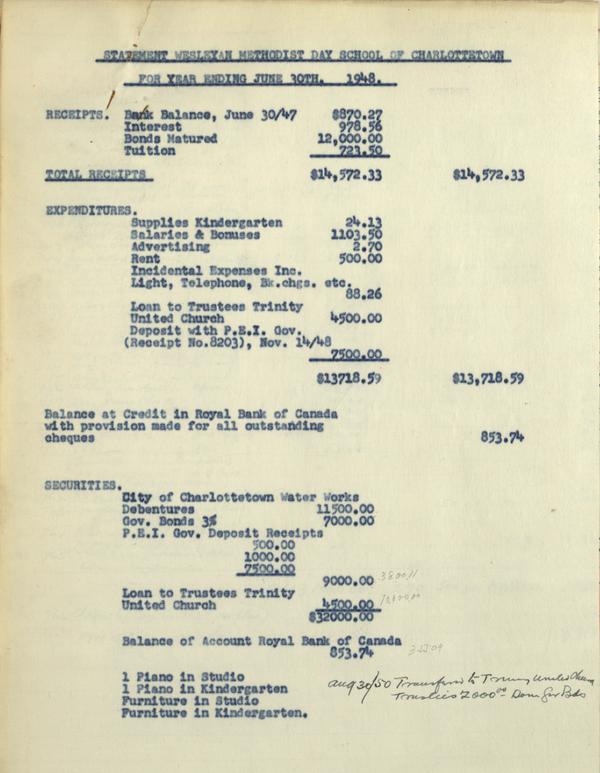 STATEMENT WESLEYAN METHODIST DAY SCHOOL OF CHARLOTTETOWN
FOR YEAR ENDING JUNE 30TH. 1948.
RECEIPTS. Bank Balance, June 30/47 $870.27
Interest 978.56
Bonds Matured 12,000.00
Tuition 723.50
TOTAL RECEIPTS $14,572.33 $14,572.33
EXPENDITURES.
Supplies Kindergarten 24.13
Salaries & Bonuses 1103.50
Advertising 2.70
Rent 500.00
Incidental Expenses Inc.
Light, Telephone, Bk.chgs. etc.
88.26
Loan to Trustees Trinity
United Church 4500.00
Deposit with P.E.I. Gov.
(Receipt No.8203), Nov. 14/48
7500.00
$13718.59 $13,718.59
Balance at Credit in Royal Bank of Canada
with provision made for all outstanding
cheques 853.74
SECURITIES.
City of Charlottetown Water Works
Debentures 11500.00
Gov. Bonds 3% 7000.00
P.E.I. Gov. Deposit Receipts
500.00
1000.00
7500.00
9000.00
Loan to Trustees Trinity
United Church 4500.00
$32000.00
Balance of Account Royal Bank of Canada
853.74
1 Piano in Studio
1 Piano in Kindergarten
Furniture in Studio
Furniture in Kindergarten.
Aug 30/50 Transferred to Trinity United Church
Trustees 2000.00 Dom Gov Bds